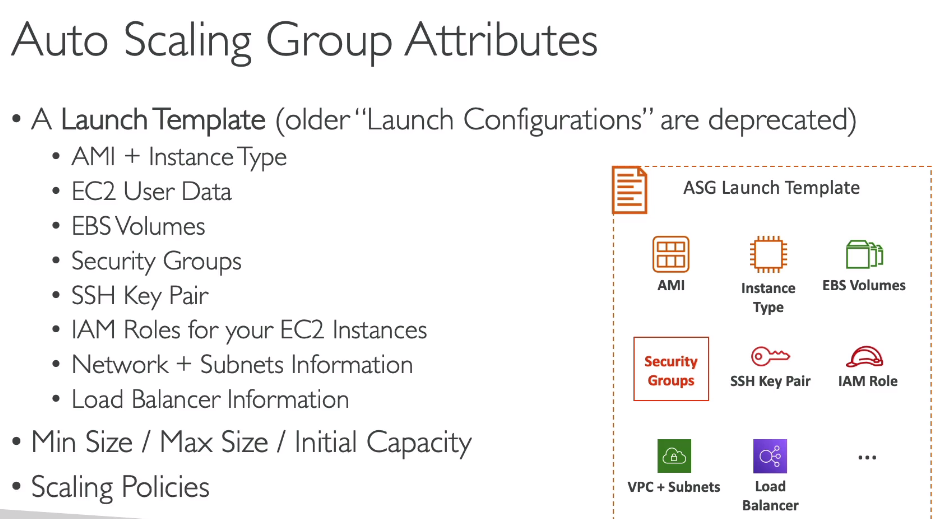 Auto Scaling Group Attributes
• A Launch Template (older “Launch Configurations” are deprecated)
• AMI + Instance Type
• EC2 User Data
• EBS Volumes
• Security Groups
• SSH Key Pair
• IAM Roles for your EC2 Instances
• Network + Subnets Information
• Load Balancer Information
• Min Size / Max Size / Initial Capacity
• Scaling Policies
ASG Launch Template
AMI
Instance
Type
EBS Volumes
Security
Groups
SSH Key Pair
IAM Role
VPC + Subnets
Load
Balancer
...